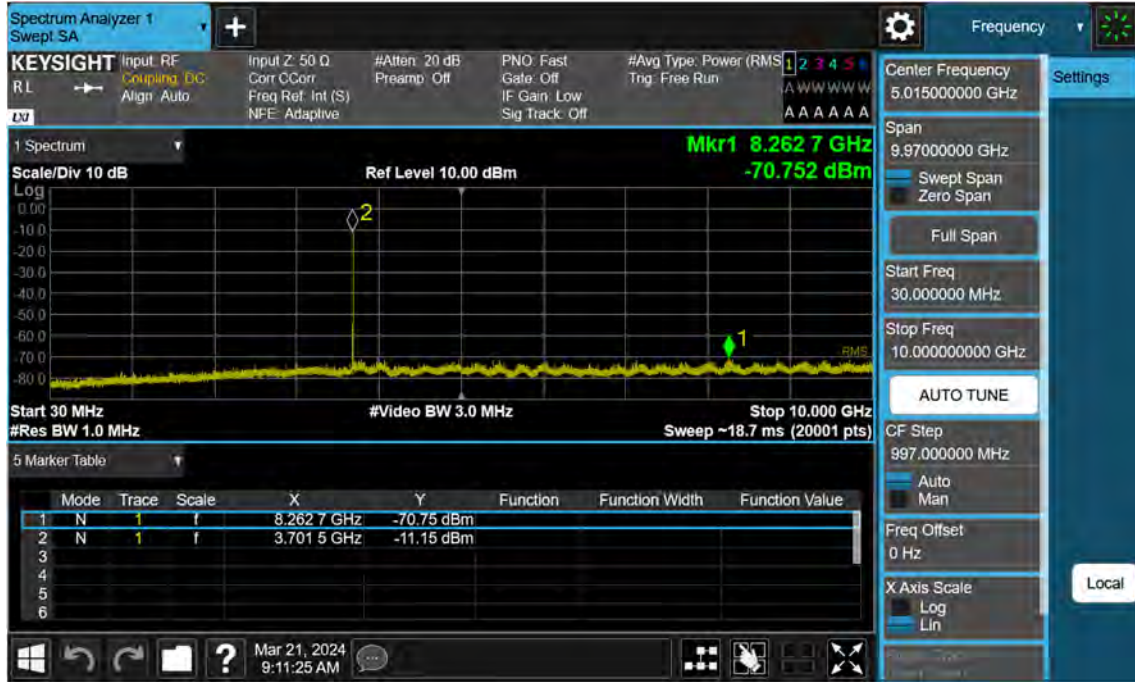 Spectrum Analyzer 1
Swept SA
+
Frequency
KEYSIGHT
RL
LXI
Input: RF
Coupling: DC
Align: Auto
Input Z: 50 Ω
Corr CCorr
Freq Ref: Int (S)
NFE: Adaptive
#Atten: 20 dB
Preamp: Off
PNO: Fast
Gate: Off
IF Gain: Low
Sig Track: Off
#Avg Type: Power (RMS
Trig: Free Run
1 2 3 4 5 6
A W W W W W
A A A A A A
Center Frequency
5.015000000 GHz
Settings
1 Spectrum
Mkr1 8.262 7 GHz
Scale/Div 10 dB
Ref Level 10.00 dBm
-70.752 dBm
Log
0.00
-10.0
-20.0
-30.0
-40.0
-50.0
-60.0
-70.0
-80.0
2
1
RMS
Start 30 MHz
#Video BW 3.0 MHz
Stop 10.000 GHz
#Res BW 1.0 MHz
Sweep ~18.7 ms (20001 pts)
Span
9.97000000 GHz
Swept Span
Zero Span
Full Span
Start Freq
30.000000 MHz
Stop Freq
10.000000000 GHz
AUTO TUNE
CF Step
997.000000 MHz
Auto
Man
Freq Offset
0 Hz
X Axis Scale
Log
Lin
Local
5 Marker Table
Mode Trace Scale X Y Function Function Width Function Value
1 N 1 f 8.262 7 GHz -70.75 dBm
2 N 1 f 3.701 5 GHz -11.15 dBm
3
4
5
6
?
Mar 21, 2024
9:11:25 AM